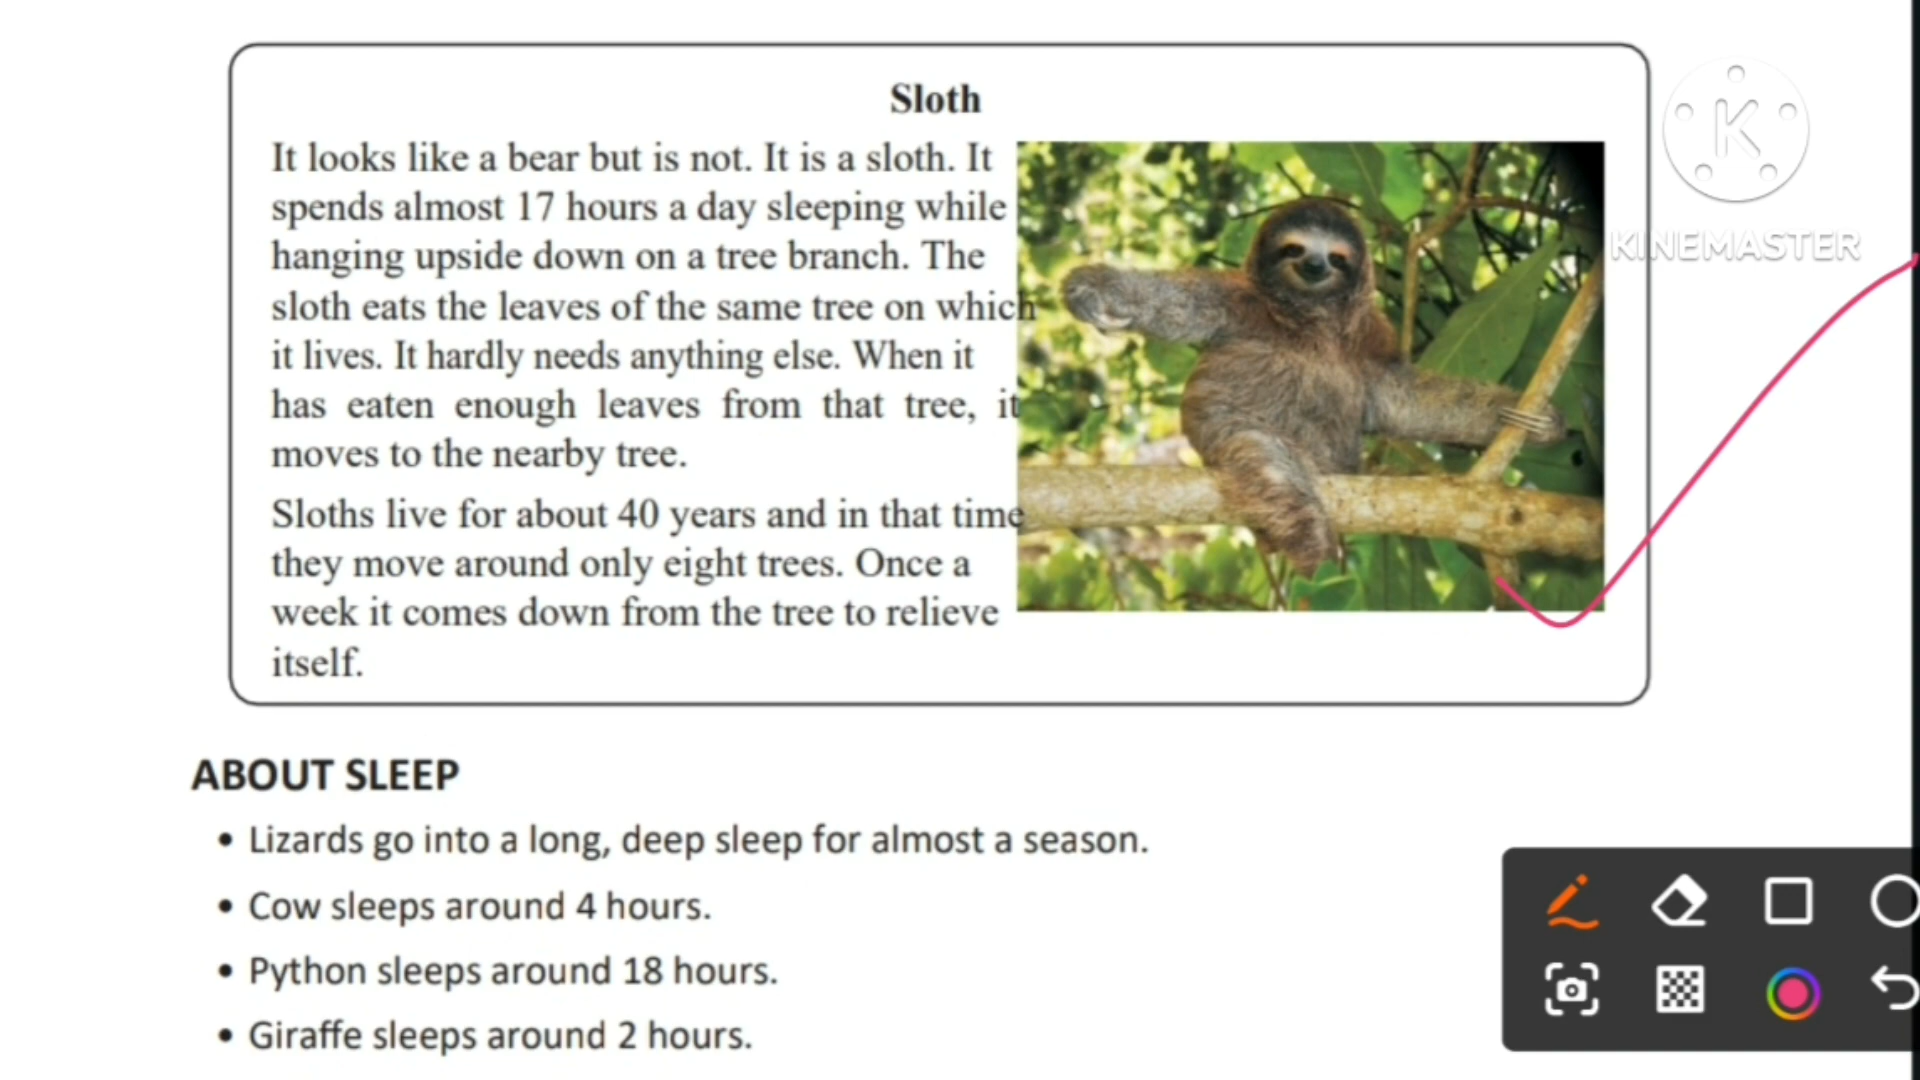 Sloth
It looks like a bear but is not. It is a sloth. It
spends almost 17 hours a day sleeping while
hanging upside down on a tree branch. The
sloth eats the leaves of the same tree on which
it lives. It hardly needs anything else. When it
has eaten enough leaves from that tree, it
moves to the nearby tree.
Sloths live for about 40 years and in that time
they move around only eight trees. Once a
week it comes down from the tree to relieve
itself.
K
KINEMASTER
ABOUT SLEEP
• Lizards go into a long, deep sleep for almost a season.
• Cow sleeps around 4 hours.
• Python sleeps around 18 hours.
• Giraffe sleeps around 2 hours.